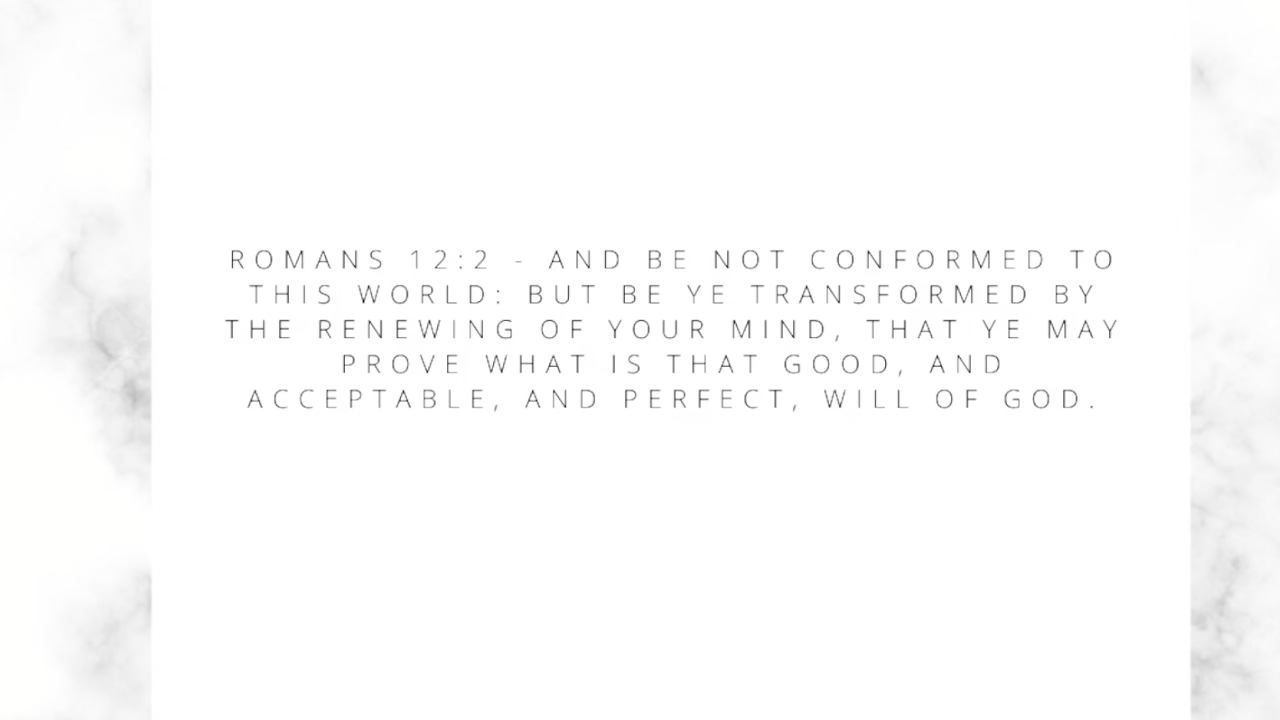 ROMANS 12:2 - AND BE NOT CONFORMED TO
THIS WORLD: BUT BE YE TRANSFORMED BY
THE RENEWING OF YOUR MIND, THAT YE MAY
PROVE WHAT IS THAT GOOD, AND
ACCEPTABLE, AND PERFECT, WILL OF GOD.